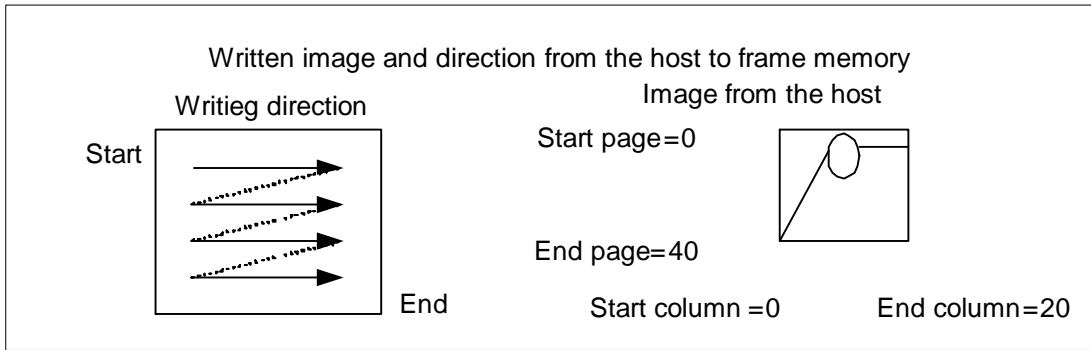 Written image and direction from the host to frame memory
Writieg direction
Image from the host
Start
Start page=0
End page=40
End
Start column =0
End column=20